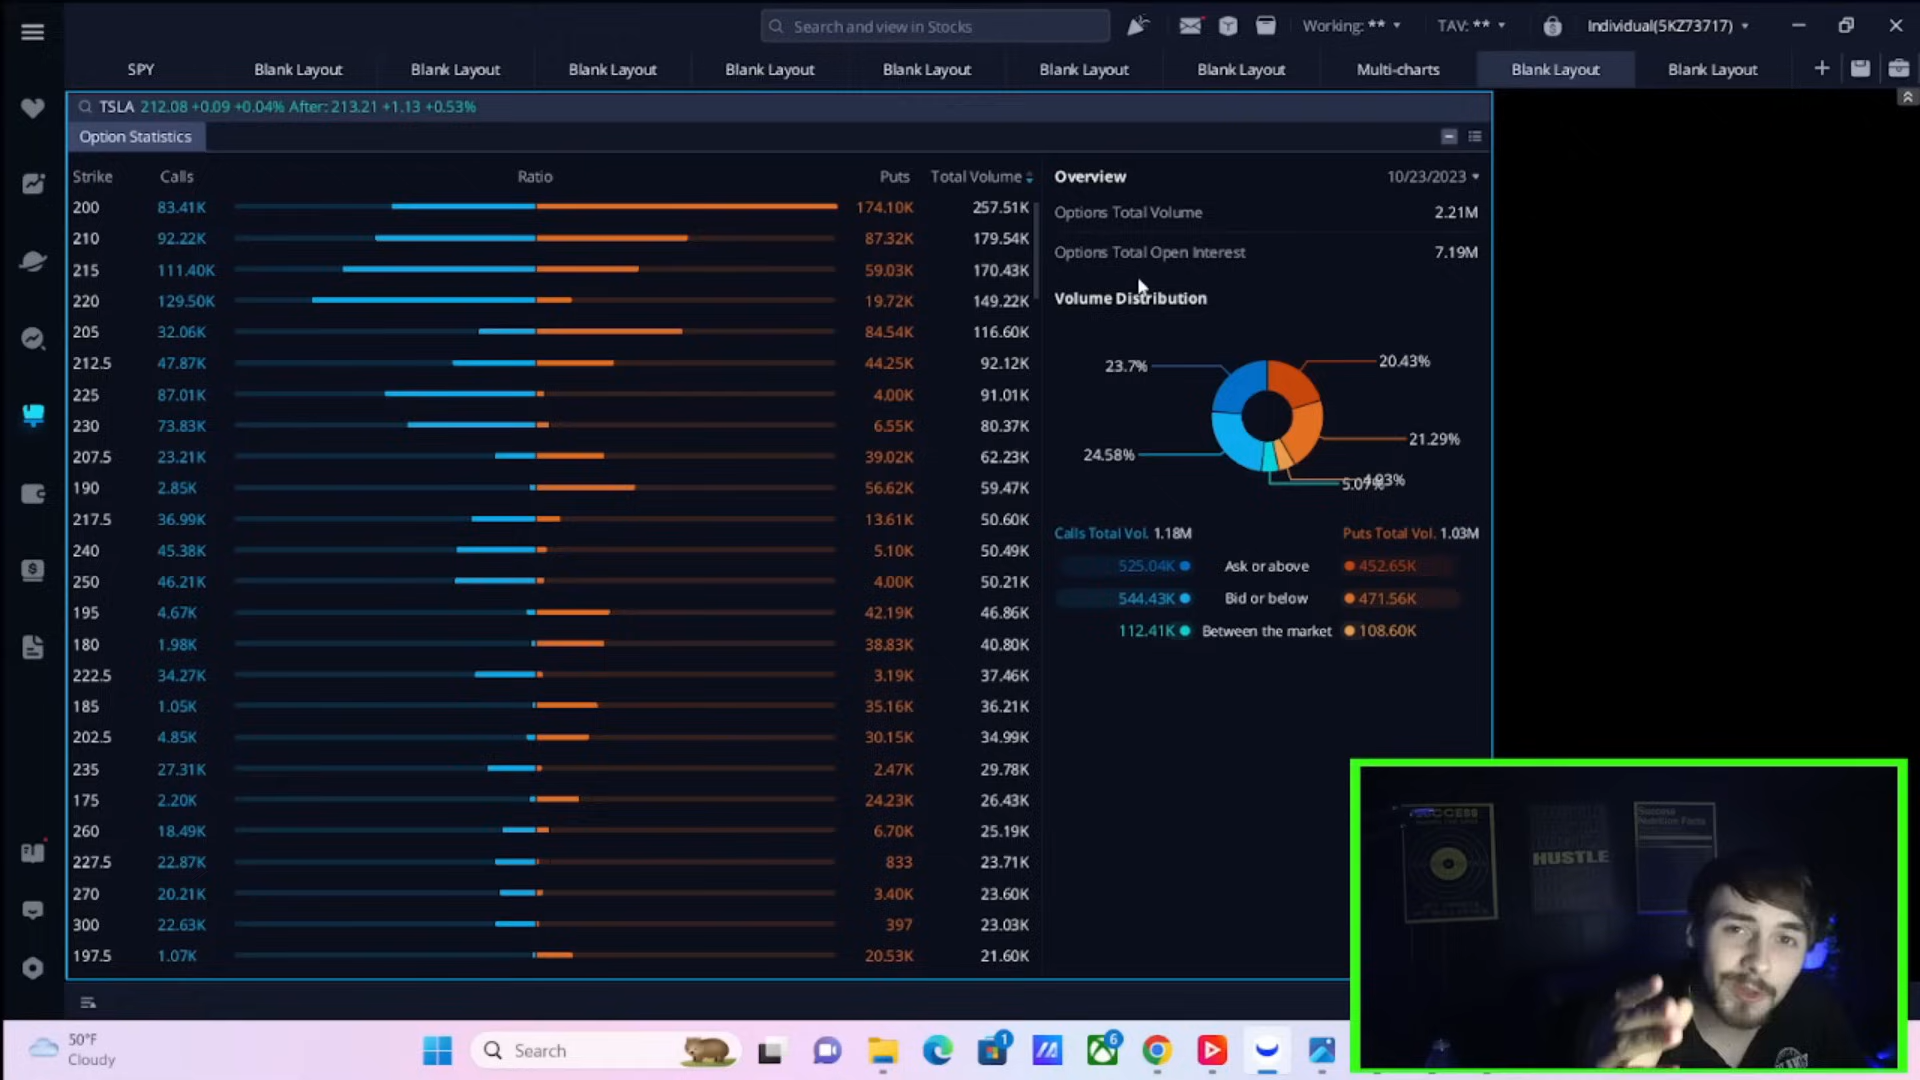 Search and view in Stocks
Working: **
TAV: **
Individual(5KZ73717)
SPY
Blank Layout
Blank Layout
Blank Layout
Blank Layout
Blank Layout
Blank Layout
Blank Layout
Multi-charts
Blank Layout
Blank Layout
TSLA 212.08 +0.09 +0.04% After: 213.21 +1.13 +0.53%
Option Statistics
Strike Calls Ratio Puts Total Volume
200 83.41K 174.10K 257.51K
210 92.22K 87.32K 179.54K
215 111.40K 59.03K 170.43K
220 129.50K 19.72K 149.22K
205 32.06K 84.54K 116.60K
212.5 47.87K 44.25K 92.12K
225 87.01K 4.00K 91.01K
230 73.83K 6.55K 80.37K
207.5 23.21K 39.02K 62.23K
190 2.85K 56.62K 59.47K
217.5 36.99K 13.61K 50.60K
240 45.38K 5.10K 50.49K
250 46.21K 4.00K 50.21K
195 4.67K 42.19K 46.86K
180 1.98K 38.83K 40.80K
222.5 34.27K 3.19K 37.46K
185 1.05K 35.16K 36.21K
202.5 4.85K 30.15K 34.99K
235 27.31K 2.47K 29.78K
175 2.20K 24.23K 26.43K
260 18.49K 6.70K 25.19K
227.5 22.87K 833 23.71K
270 20.21K 3.40K 23.60K
300 22.63K 397 23.03K
197.5 1.07K 20.53K 21.60K
Overview 10/23/2023
Options Total Volume 2.21M
Options Total Open Interest 7.19M
Volume Distribution
23.7% 20.43%
24.58% 21.29%
5.07% 4.93%
Calls Total Vol. 1.18M Puts Total Vol. 1.03M
525.04K Ask or above 452.65K
544.43K Bid or below 471.56K
112.41K Between the market 108.60K
SUCCESS
HUSTLE
Success
Nutrition Facts
50°F
Cloudy
Search
1
6